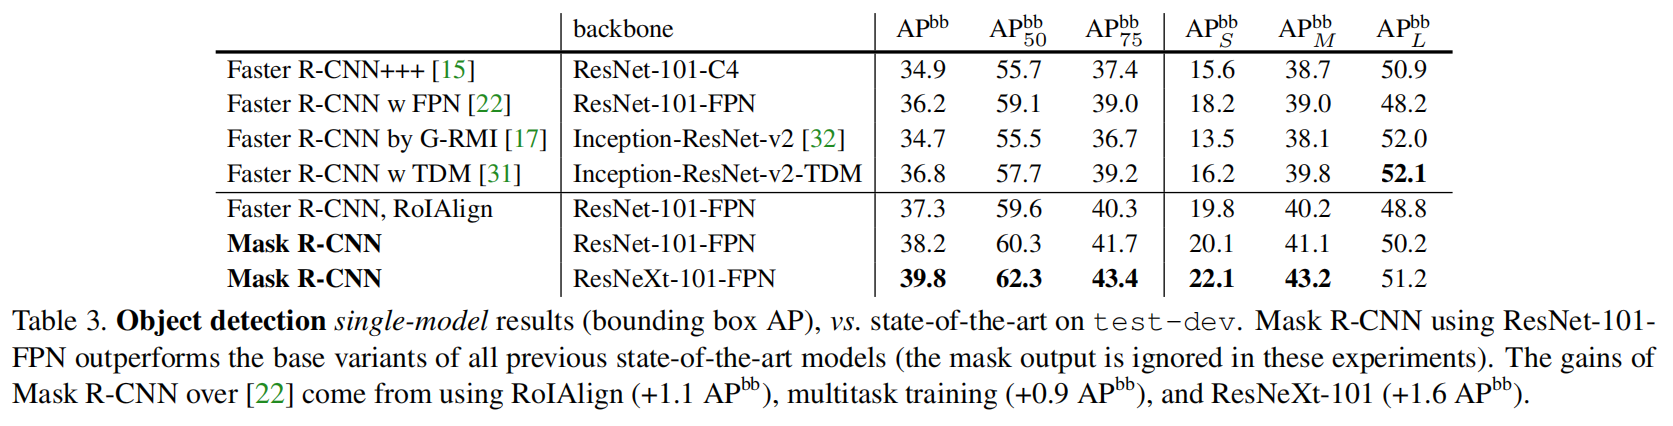 backbone AP^bb AP^bb_50 AP^bb_75 AP^bb_S AP^bb_M AP^bb_L
Faster R-CNN+++ [15] ResNet-101-C4 34.9 55.7 37.4 15.6 38.7 50.9
Faster R-CNN w FPN [22] ResNet-101-FPN 36.2 59.1 39.0 18.2 39.0 48.2
Faster R-CNN by G-RMI [17] Inception-ResNet-v2 [32] 34.7 55.5 36.7 13.5 38.1 52.0
Faster R-CNN w TDM [31] Inception-ResNet-v2-TDM 36.8 57.7 39.2 16.2 39.8 52.1
Faster R-CNN, RoIAlign ResNet-101-FPN 37.3 59.6 40.3 19.8 40.2 48.8
Mask R-CNN ResNet-101-FPN 38.2 60.3 41.7 20.1 41.1 50.2
Mask R-CNN ResNeXt-101-FPN 39.8 62.3 43.4 22.1 43.2 51.2
Table 3. Object detection single-model results (bounding box AP), vs. state-of-the-art on test-dev. Mask R-CNN using ResNet-101-
FPN outperforms the base variants of all previous state-of-the-art models (the mask output is ignored in these experiments). The gains of
Mask R-CNN over [22] come from using RoIAlign (+1.1 AP^bb), multitask training (+0.9 AP^bb), and ResNeXt-101 (+1.6 AP^bb).